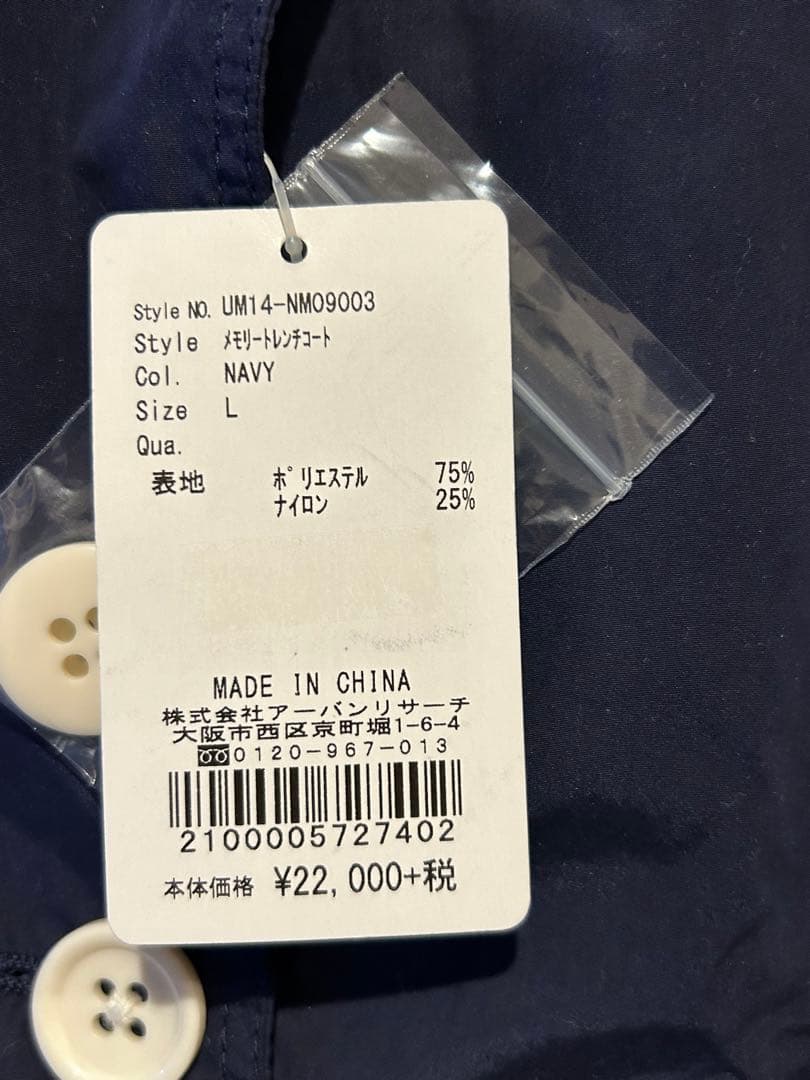 Style NO. UM14-NM09003
Style ﾒﾓﾘｰﾄﾚﾝﾁｺｰﾄ
Col. NAVY
Size L
Qua.
表地 ﾎﾟﾘｴｽﾃﾙ 75%
ﾅｲﾛﾝ 25%
MADE IN CHINA
株式会社アーバンリサーチ
大阪市西区京町堀1-6-4
0120-967-013
2100005727402
本体価格 ¥22,000+税